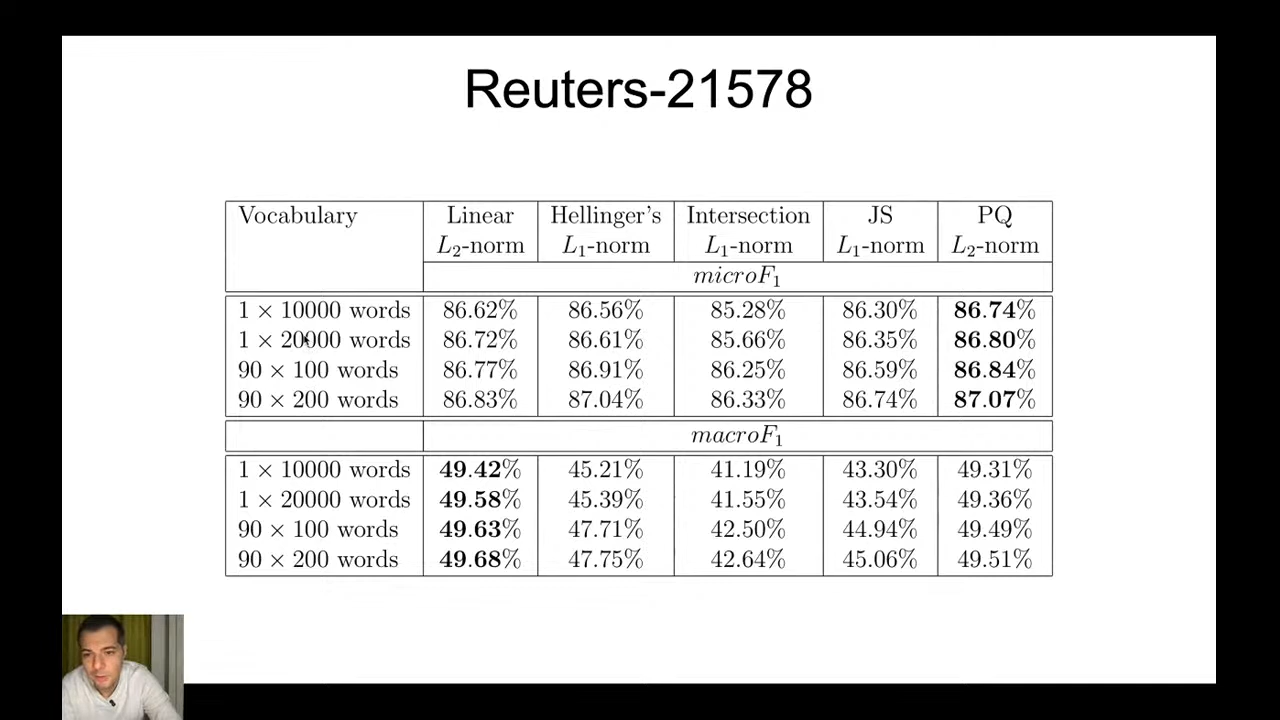 Reuters-21578
Vocabulary Linear Hellinger's Intersection JS PQ
L₂-norm L₁-norm L₁-norm L₁-norm L₂-norm
microF₁
1 × 10000 words 86.62% 86.56% 85.28% 86.30% 86.74%
1 × 20000 words 86.72% 86.61% 85.66% 86.35% 86.80%
90 × 100 words 86.77% 86.91% 86.25% 86.59% 86.84%
90 × 200 words 86.83% 87.04% 86.33% 86.74% 87.07%
macroF₁
1 × 10000 words 49.42% 45.21% 41.19% 43.30% 49.31%
1 × 20000 words 49.58% 45.39% 41.55% 43.54% 49.36%
90 × 100 words 49.63% 47.71% 42.50% 44.94% 49.49%
90 × 200 words 49.68% 47.75% 42.64% 45.06% 49.51%